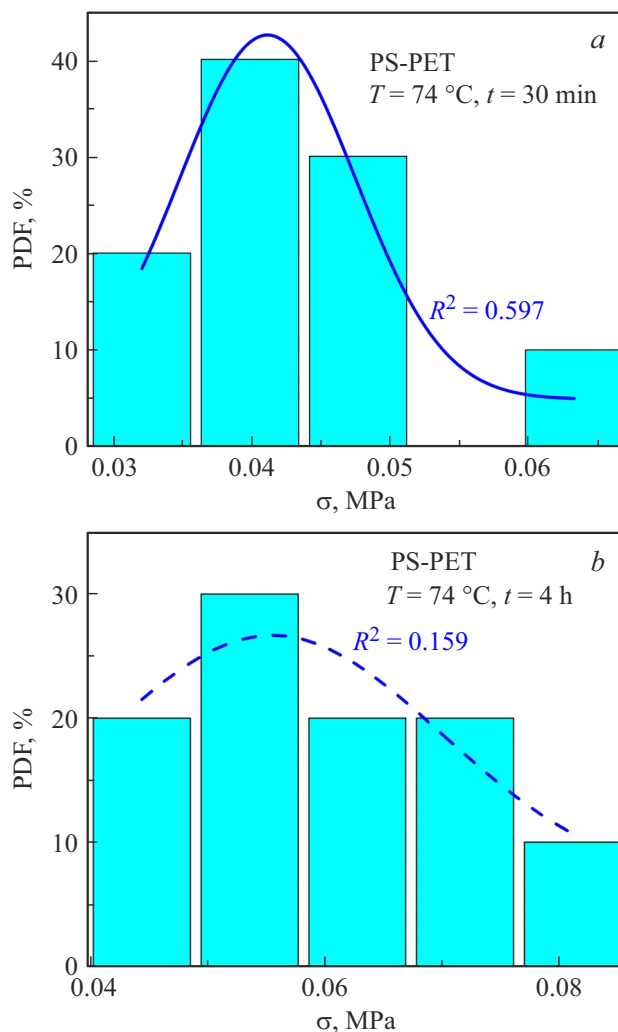 a
PS-PET
T = 74 °C, t = 30 min
R² = 0.597
PDF, %
40
30
20
10
0
0.03 0.04 0.05 0.06
σ, MPa
b
PS-PET
T = 74 °C, t = 4 h
R² = 0.159
PDF, %
30
20
10
0
0.04 0.06 0.08
σ, MPa